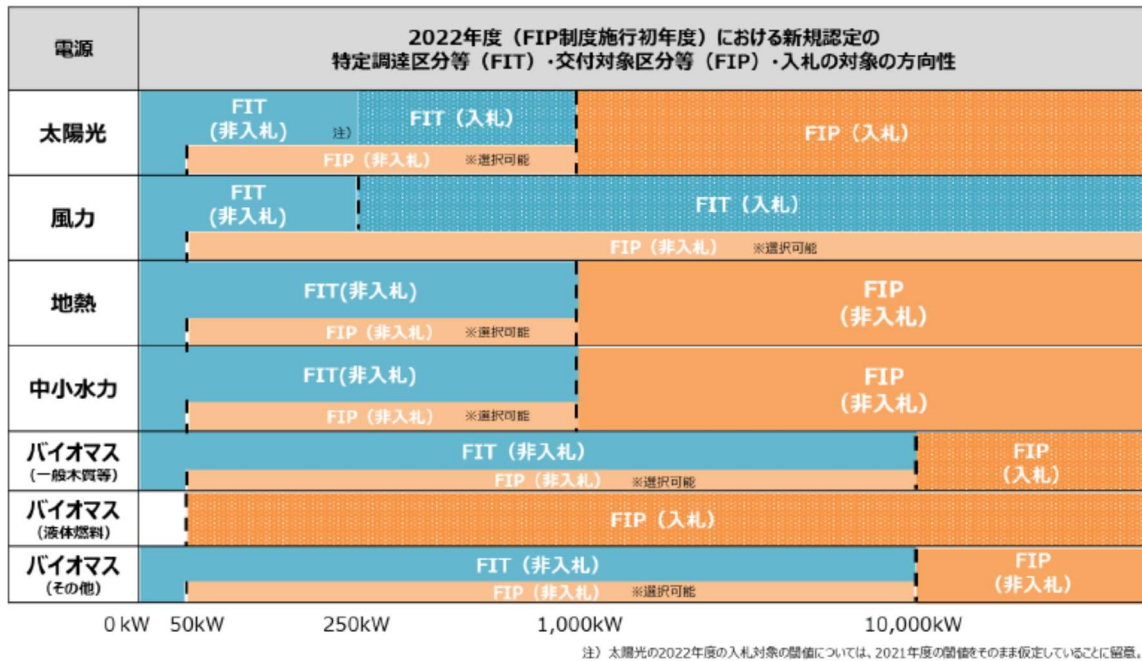 電源
2022年度（FIP制度施行初年度）における新規認定の
特定調達区分等（FIT）・交付対象区分等（FIP）・入札の対象の方向性
太陽光
FIT
(非入札)
注）
FIT（入札）
FIP（入札）
FIP（非入札） ※選択可能
風力
FIT
(非入札)
FIT（入札）
FIP（非入札） ※選択可能
地熱
FIT(非入札)
FIP
（非入札）
FIP（非入札） ※選択可能
中小水力
FIT(非入札)
FIP
（非入札）
FIP（非入札） ※選択可能
バイオマス
（一般木質等）
FIT（非入札）
FIP
（入札）
FIP（非入札） ※選択可能
バイオマス
（液体燃料）
FIP（入札）
バイオマス
（その他）
FIT（非入札）
FIP
（非入札）
FIP（非入札） ※選択可能
0 kW 50kW 250kW 1,000kW 10,000kW
注）太陽光の2022年度の入札対象の閾値については、2021年度の閾値をそのまま仮定していることに留意。